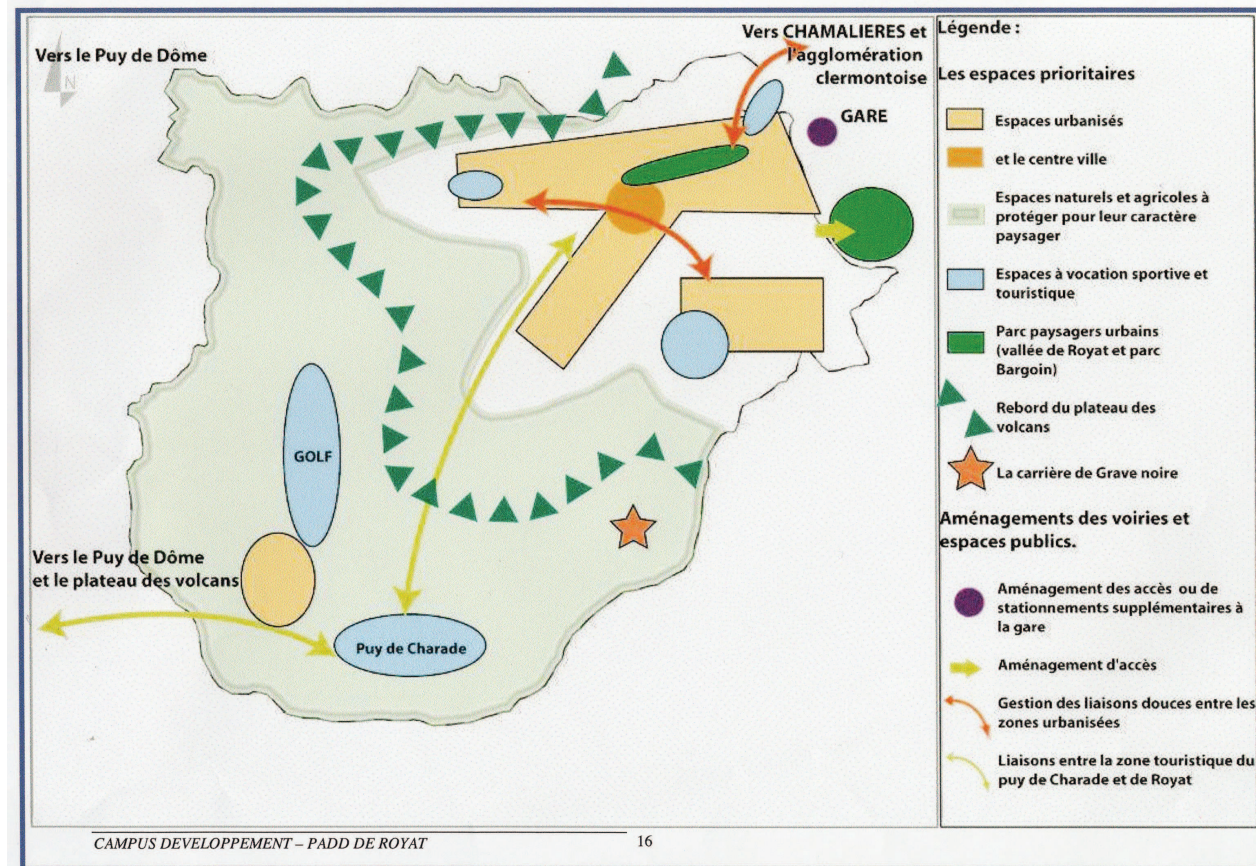 Vers le Puy de Dôme
N
Vers CHAMALIERES et
l'agglomération
clermontoise
GARE
GOLF
Vers le Puy de Dôme
et le plateau des volcans
Puy de Charade
Légende :
Les espaces prioritaires
Espaces urbanisés
et le centre ville
Espaces naturels et agricoles à
protéger pour leur caractère
paysager
Espaces à vocation sportive et
touristique
Parc paysagers urbains
(vallée de Royat et parc
Bargoin)
Rebord du plateau des
volcans
La carrière de Grave noire
Aménagements des voiries et
espaces publics.
Aménagement des accès ou de
stationnements supplémentaires à
la gare
Aménagement d'accès
Gestion des liaisons douces entre les
zones urbanisées
Liaisons entre la zone touristique du
puy de Charade et de Royat
CAMPUS DEVELOPPEMENT – PADD DE ROYAT
16